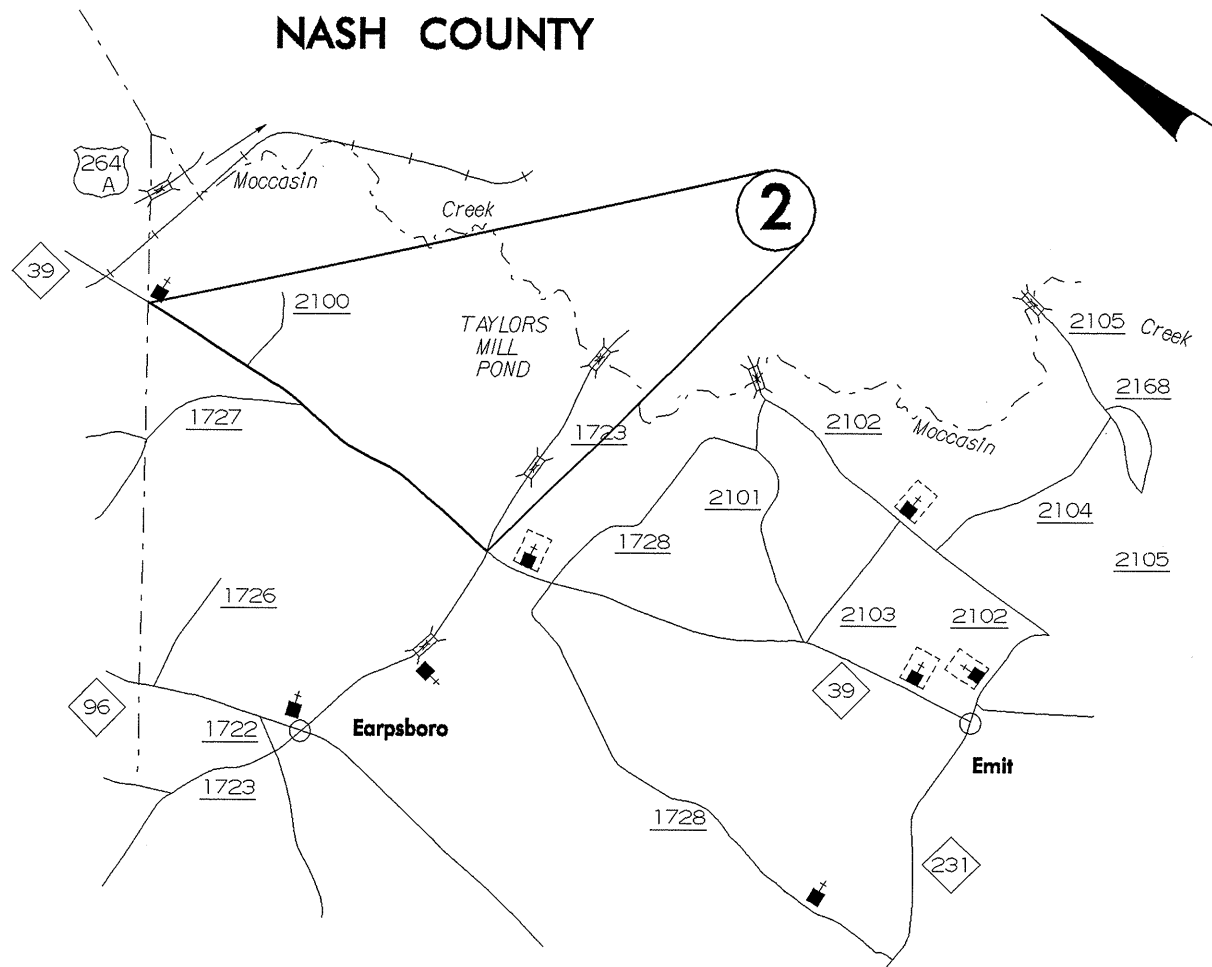 NASH COUNTY
264
A
Moccasin
Creek
2
39
2100
TAYLORS
MILL
POND
2105
Creek
2168
1727
1723
2102
Moccasin
2101
2104
1728
2105
1726
2103
2102
39
96
1722
Earpsboro
Emit
1723
1728
231